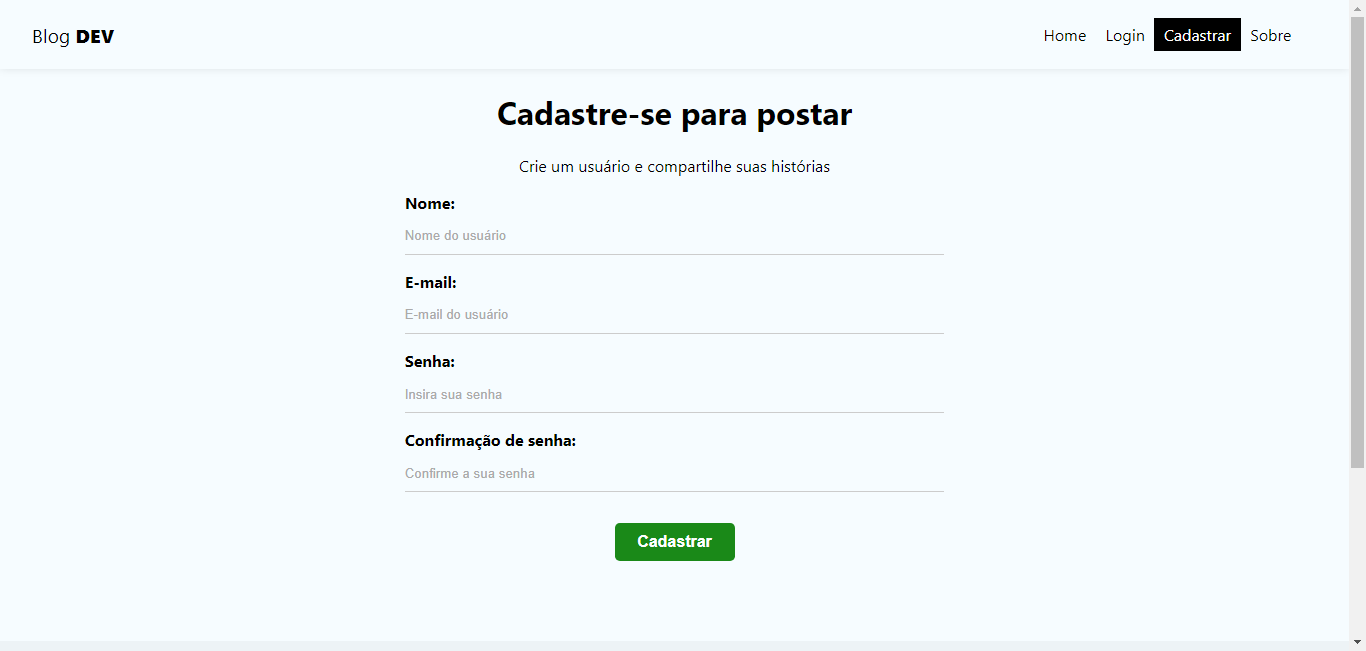 Blog DEV
Home Login Cadastrar Sobre
Cadastre-se para postar
Crie um usuário e compartilhe suas histórias
Nome:
Nome do usuário
E-mail:
E-mail do usuário
Senha:
Insira sua senha
Confirmação de senha:
Confirme a sua senha
Cadastrar